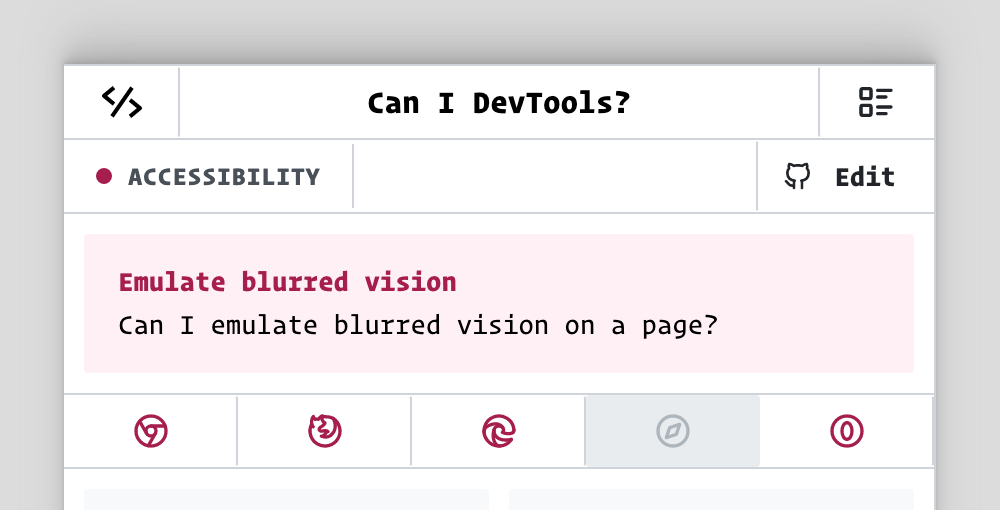 Can I DevTools?
ACCESSIBILITY
Edit
Emulate blurred vision
Can I emulate blurred vision on a page?